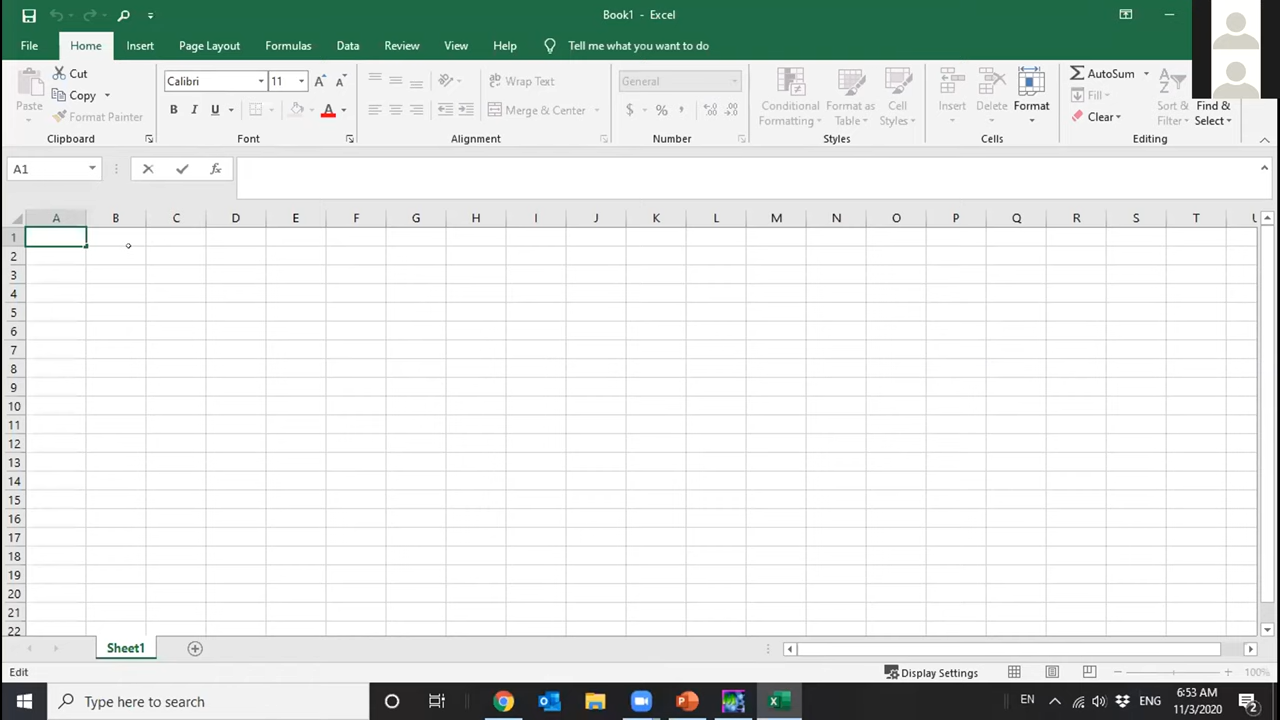 Book1 - Excel
File Home Insert Page Layout Formulas Data Review View Help Tell me what you want to do
Paste Cut Copy Format Painter Clipboard
Calibri 11 A A B I U A Font
Wrap Text Merge & Center Alignment
General $ % , Number
Conditional Formatting Format as Table Cell Styles Styles
Insert Delete Format Cells
AutoSum Fill Clear Sort & Filter Find & Select Editing
A1 fx
A B C D E F G H I J K L M N O P Q R S T U
1
2
3
4
5
6
7
8
9
10
11
12
13
14
15
16
17
18
19
20
21
22
Sheet1
Edit Display Settings 100%
Type here to search EN ENG 6:53 AM
11/3/2020 2